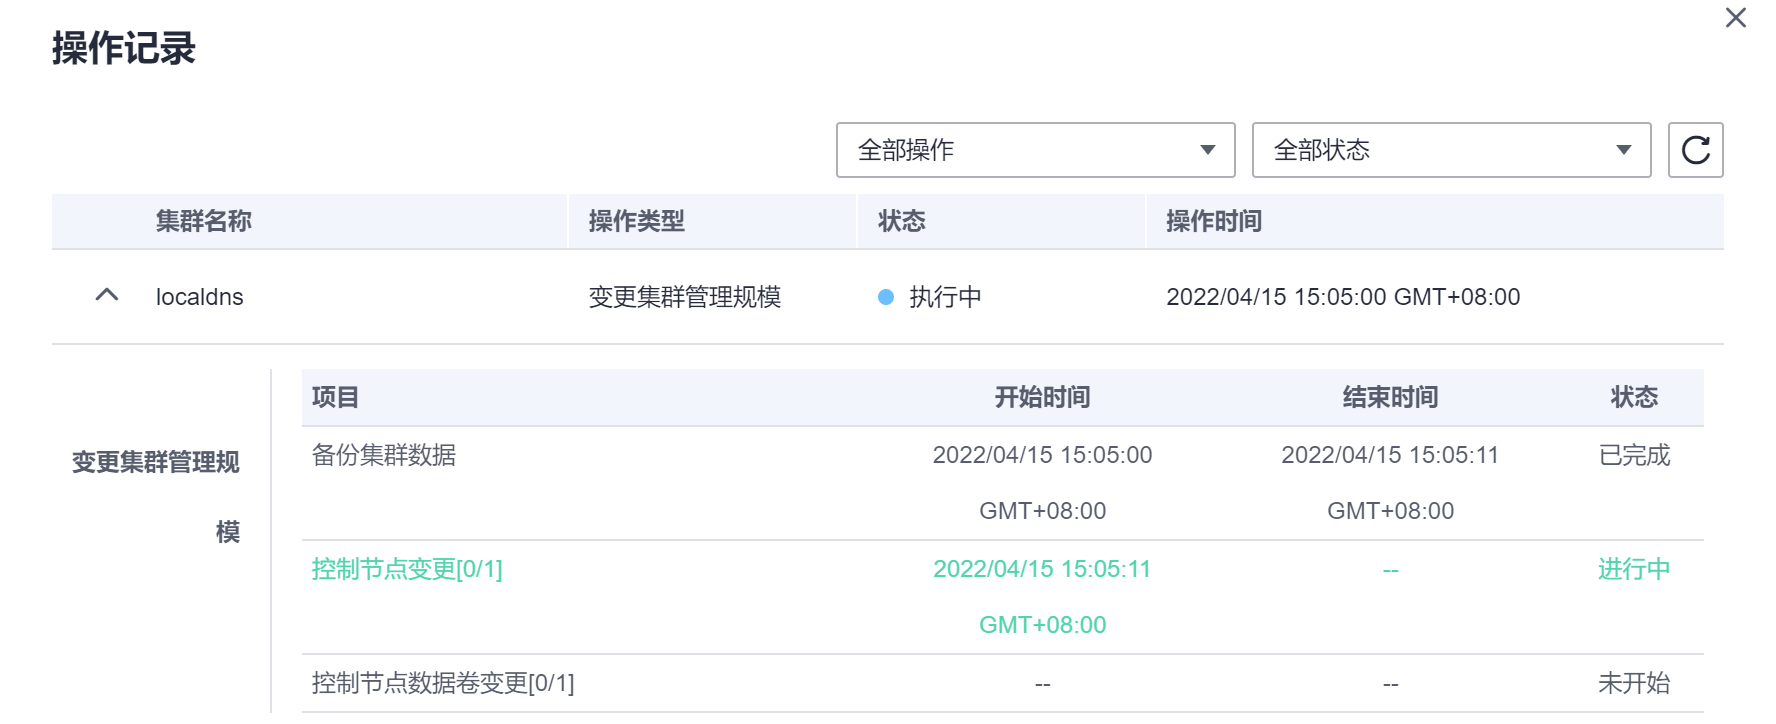 操作记录
全部操作
全部状态
集群名称
操作类型
状态
操作时间
localdns
变更集群管理规模
执行中
2022/04/15 15:05:00 GMT+08:00
变更集群管理规
模
项目
开始时间
结束时间
状态
备份集群数据
2022/04/15 15:05:00
GMT+08:00
2022/04/15 15:05:11
GMT+08:00
已完成
控制节点变更[0/1]
2022/04/15 15:05:11
GMT+08:00
--
进行中
控制节点数据卷变更[0/1]
--
--
未开始